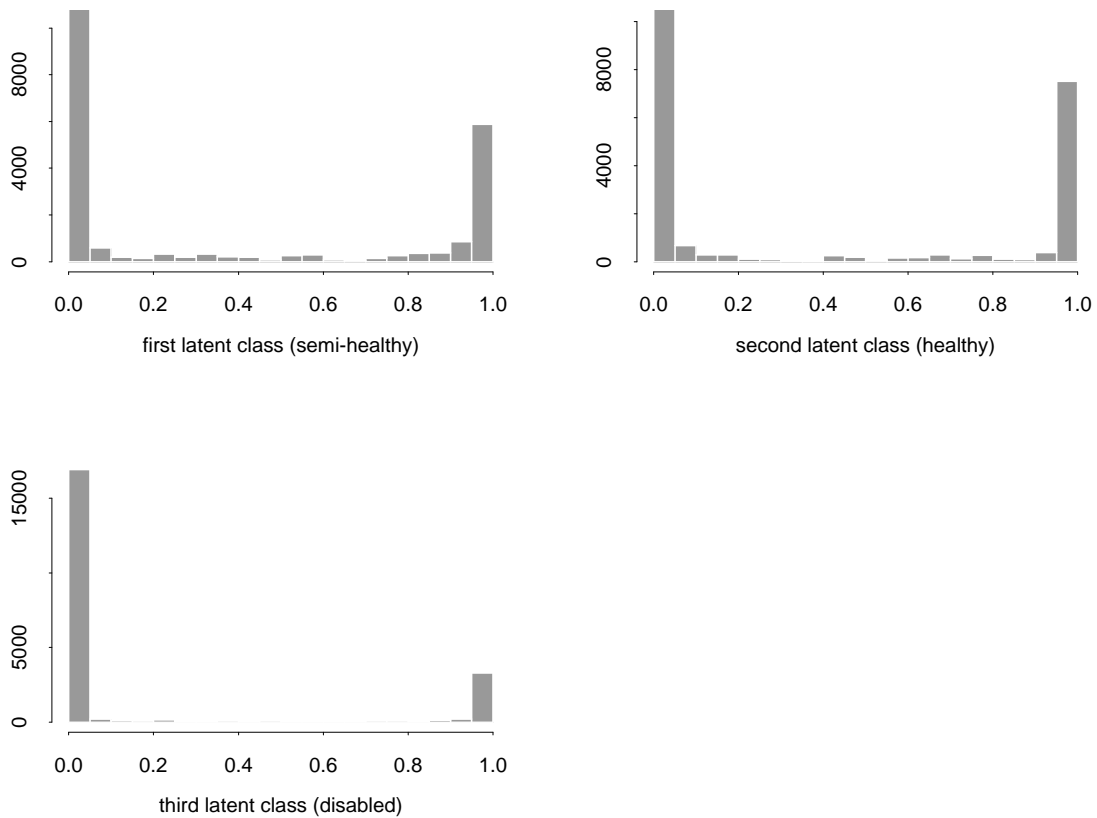 8000
4000
0
0.0 0.2 0.4 0.6 0.8 1.0
first latent class (semi-healthy)
8000
4000
0
0.0 0.2 0.4 0.6 0.8 1.0
second latent class (healthy)
15000
5000
0
0.0 0.2 0.4 0.6 0.8 1.0
third latent class (disabled)